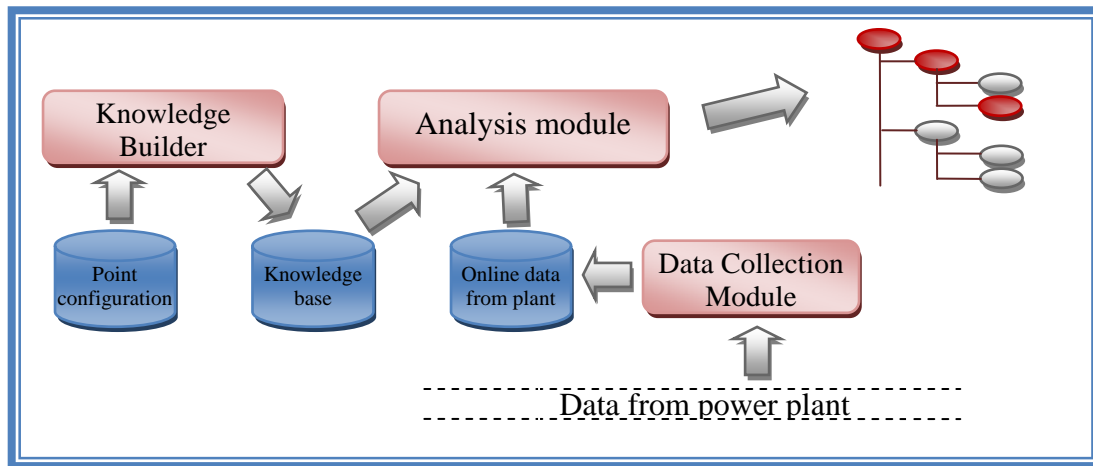 Knowledge
Builder
Analysis module
Point
configuration
Knowledge
base
Online data
from plant
Data Collection
Module
Data from power plant